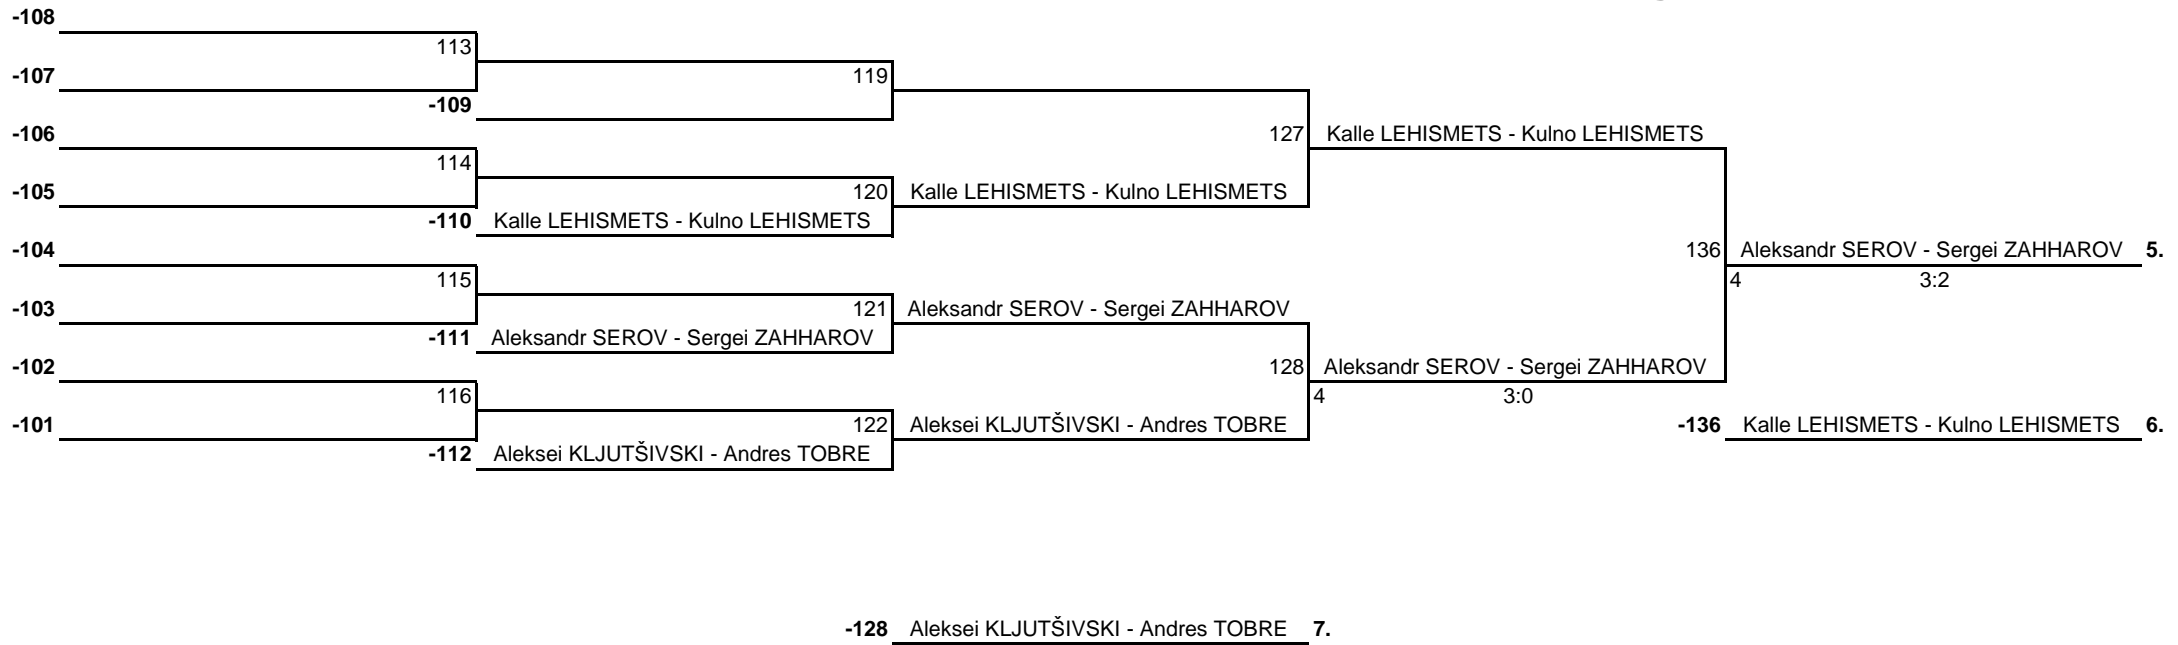 -108
113
-107
119
-109
-106
127 Kalle LEHISMETS - Kulno LEHISMETS
114
-105
120 Kalle LEHISMETS - Kulno LEHISMETS
-110 Kalle LEHISMETS - Kulno LEHISMETS
-104
136 Aleksandr SEROV - Sergei ZAHHAROV 5.
115
4 3:2
-103
121 Aleksandr SEROV - Sergei ZAHHAROV
-111 Aleksandr SEROV - Sergei ZAHHAROV
-102
128 Aleksandr SEROV - Sergei ZAHHAROV
116
4 3:0
-101
122 Aleksei KLJUTŠIVSKI - Andres TOBRE
-136 Kalle LEHISMETS - Kulno LEHISMETS 6.
-112 Aleksei KLJUTŠIVSKI - Andres TOBRE
-128 Aleksei KLJUTŠIVSKI - Andres TOBRE 7.